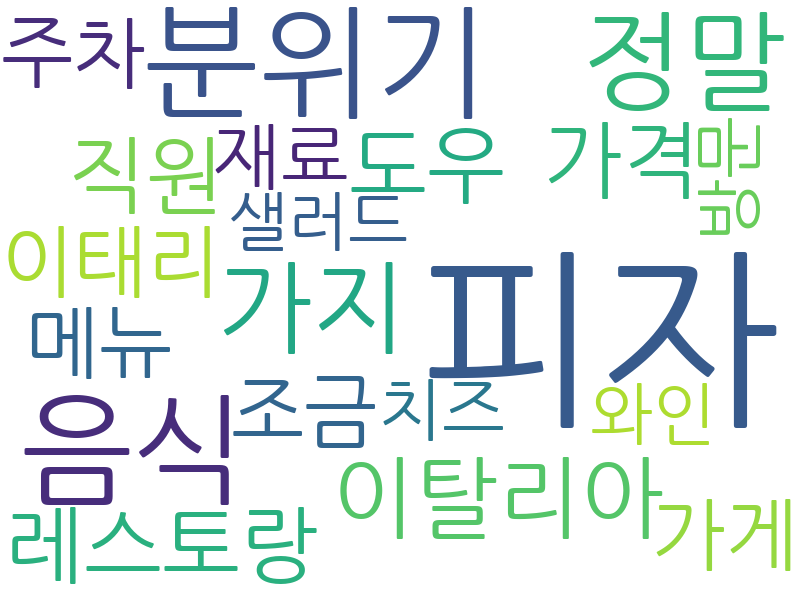 주차 분위기 정말
직원 재료 도우 가격 방문
샐러드
이태리 가지 피자
메뉴
음식 조금 치즈 와인
이탈리아
레스토랑 가게